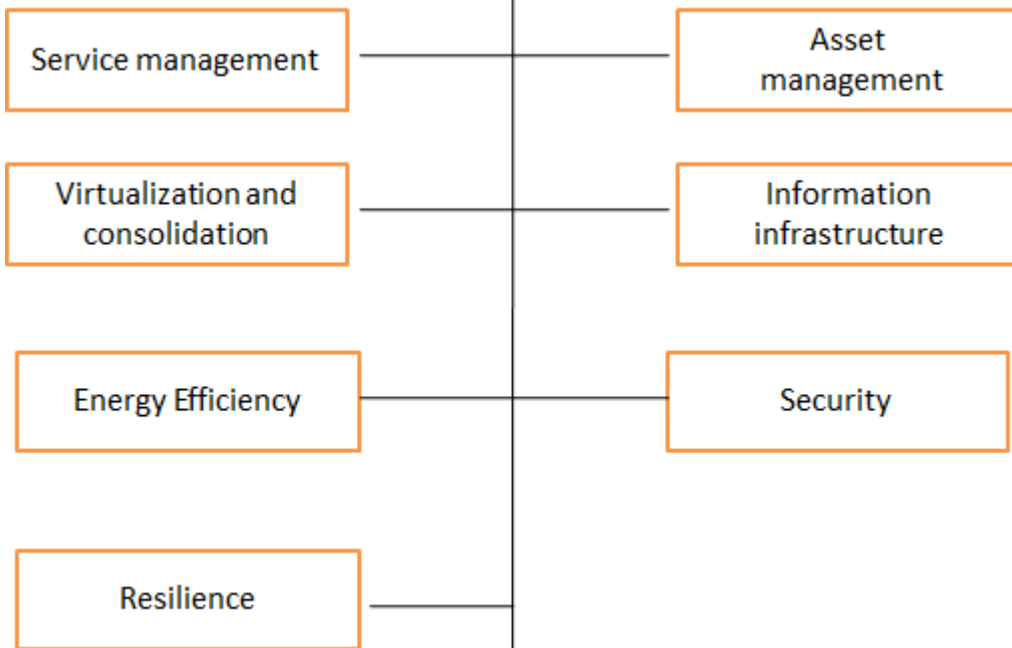 Service management
Asset
management
Virtualization and
consolidation
Information
infrastructure
Energy Efficiency
Security
Resilience